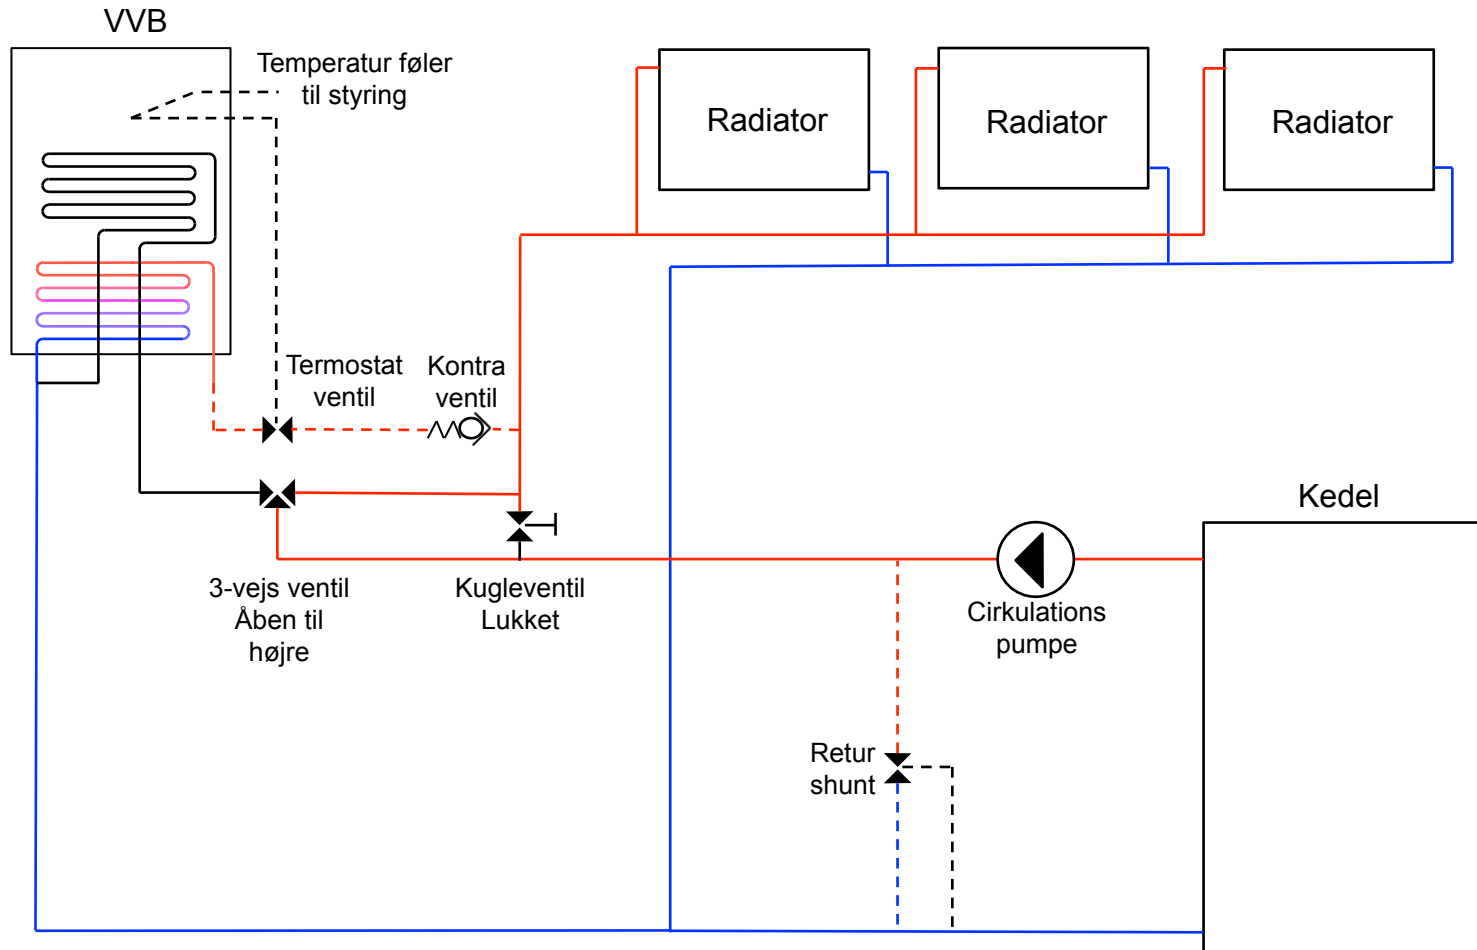 VVB
Temperatur føler
til styring
Radiator
Radiator
Radiator
Termostat
ventil
Kontra
ventil
Kedel
3-vejs ventil
Åben til
højre
Kugleventil
Lukket
Cirkulations
pumpe
Retur
shunt